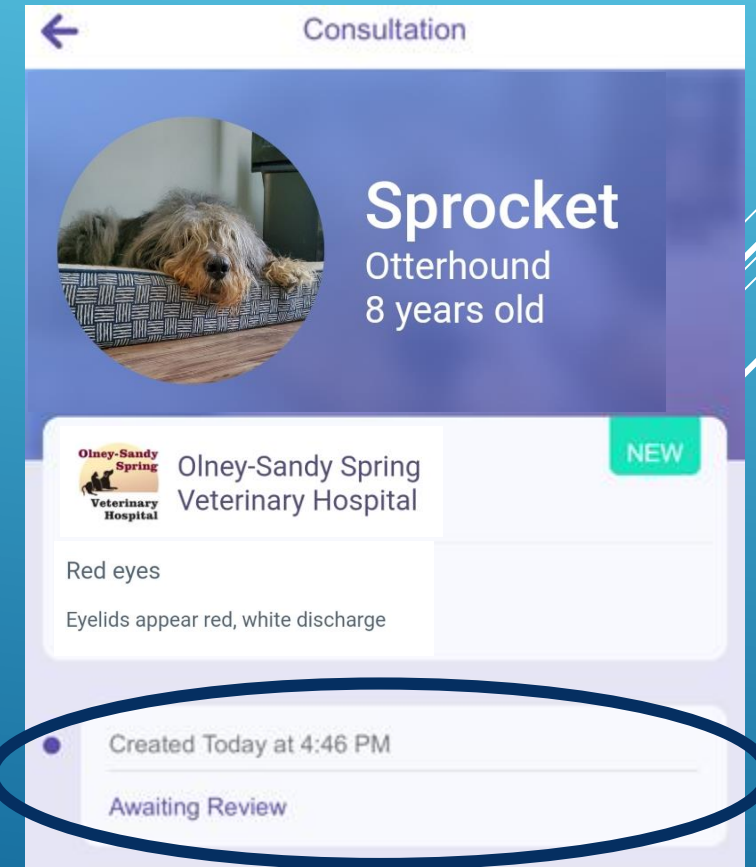 Consultation
Sprocket
Otterhound
8 years old
NEW
Olney-Sandy
Spring
Veterinary
Hospital
Olney-Sandy Spring
Veterinary Hospital
Red eyes
Eyelids appear red, white discharge
Created Today at 4:46 PM
Awaiting Review